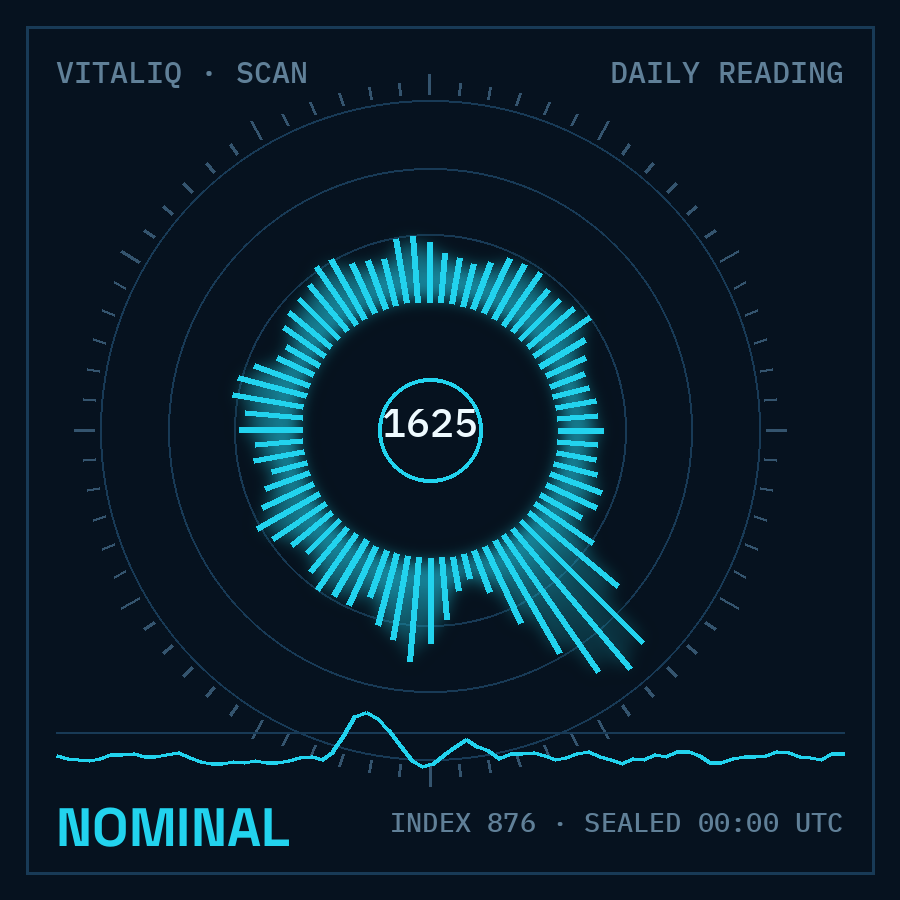 VITALIQ · SCAN
DAILY READING
1625
NOMINAL
INDEX 876 · SEALED 00:00 UTC